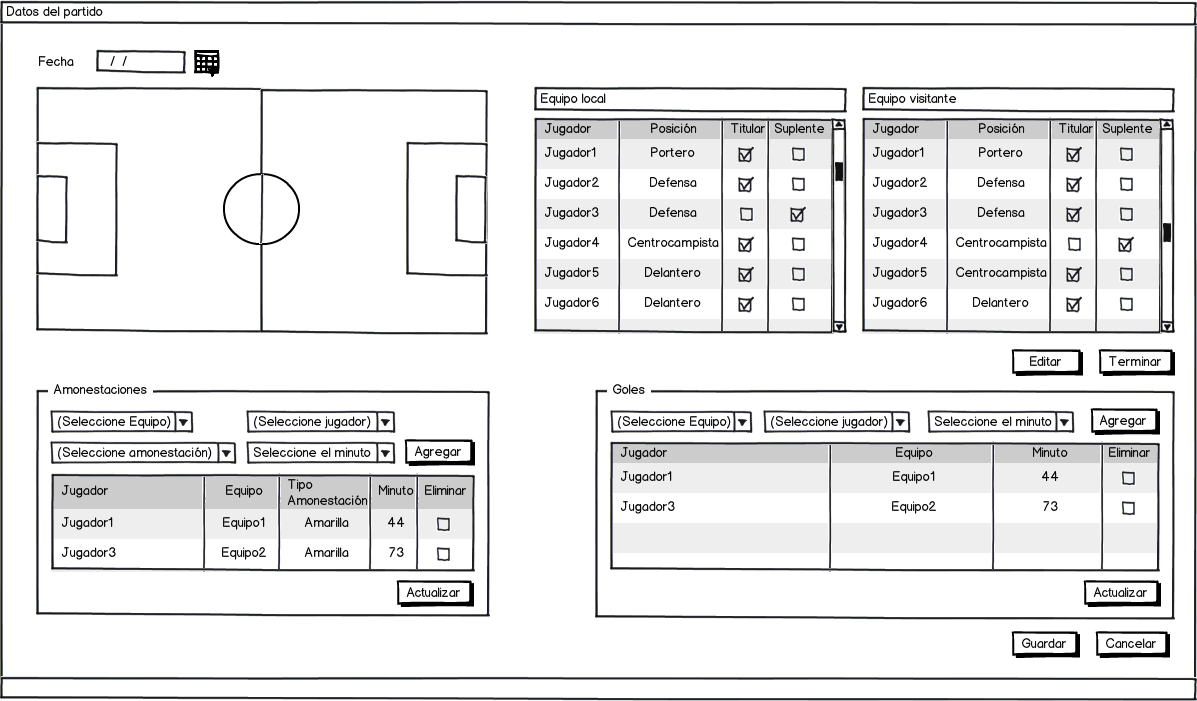 Datos del partido
Fecha / /
Equipo local
Jugador Posición Titular Suplente
Jugador1 Portero
Jugador2 Defensa
Jugador3 Defensa
Jugador4 Centrocampista
Jugador5 Delantero
Jugador6 Delantero
Equipo visitante
Jugador Posición Titular Suplente
Jugador1 Portero
Jugador2 Defensa
Jugador3 Defensa
Jugador4 Centrocampista
Jugador5 Centrocampista
Jugador6 Delantero
Editar Terminar
Amonestaciones
(Seleccione Equipo) (Seleccione jugador)
(Seleccione amonestación) Seleccione el minuto Agregar
Jugador Equipo Tipo Amonestación Minuto Eliminar
Jugador1 Equipo1 Amarilla 44
Jugador3 Equipo2 Amarilla 73
Actualizar
Goles
(Seleccione Equipo) (Seleccione jugador) Seleccione el minuto Agregar
Jugador Equipo Minuto Eliminar
Jugador1 Equipo1 44
Jugador3 Equipo2 73
Actualizar
Guardar Cancelar